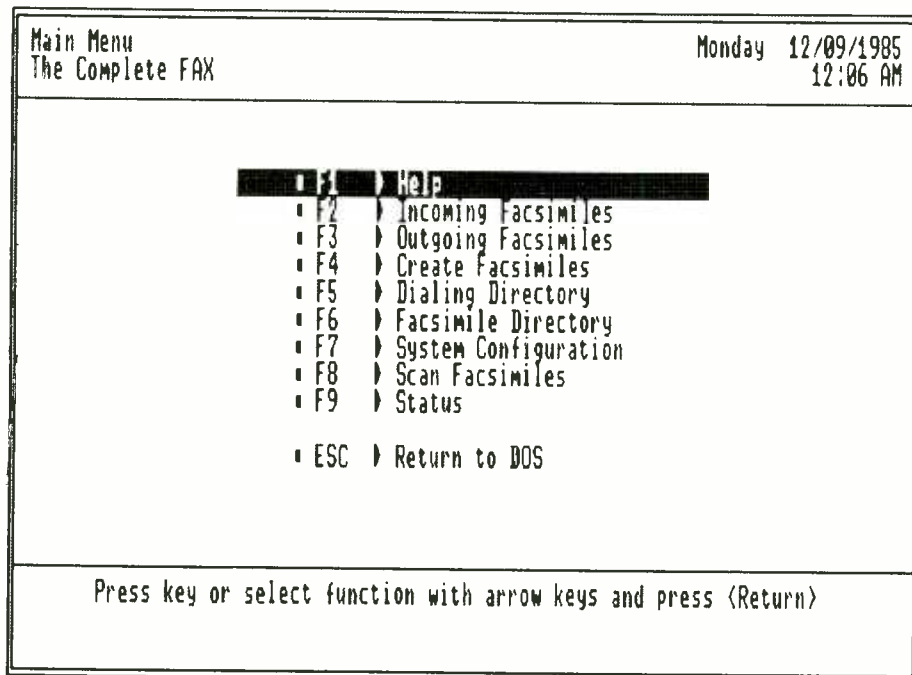 Main Menu
The Complete FAX
Monday 12/09/1985
12:06 AM
F1 Help
F2 Incoming Facsimiles
F3 Outgoing Facsimiles
F4 Create Facsimiles
F5 Dialing Directory
F6 Facsimile Directory
F7 System Configuration
F8 Scan Facsimiles
F9 Status
ESC Return to DOS
Press key or select function with arrow keys and press <Return>